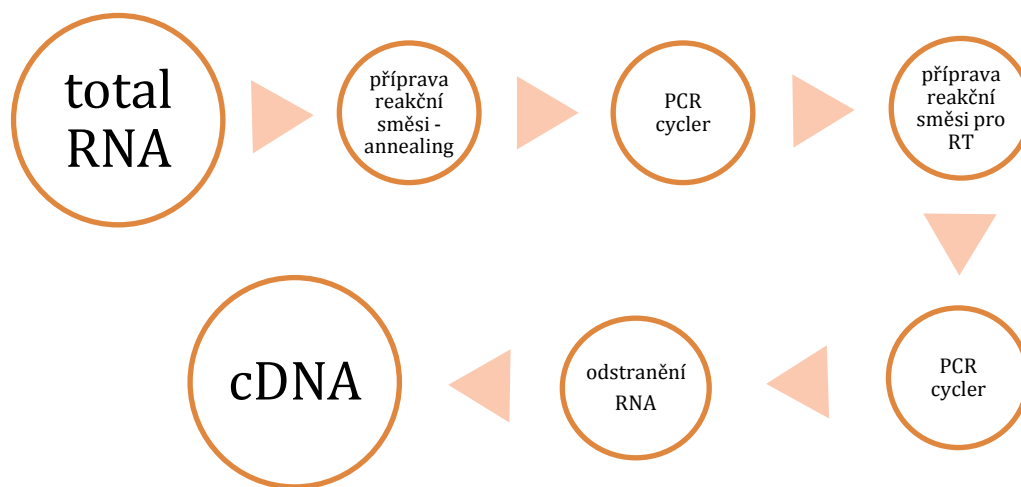 total
RNA
příprava
reakční
směsi -
annealing
PCR
cycler
příprava
reakční
směsi pro
RT
PCR
cycler
odstranění
RNA
cDNA